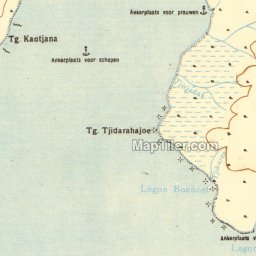 Ankerplaats voor prauwen
Tg. Kantjana
Ankerplaats voor schepen
Tg. Tjidarahajoe
MapTiler.com
Legon Boenoet
Ankerplaats v
Legon